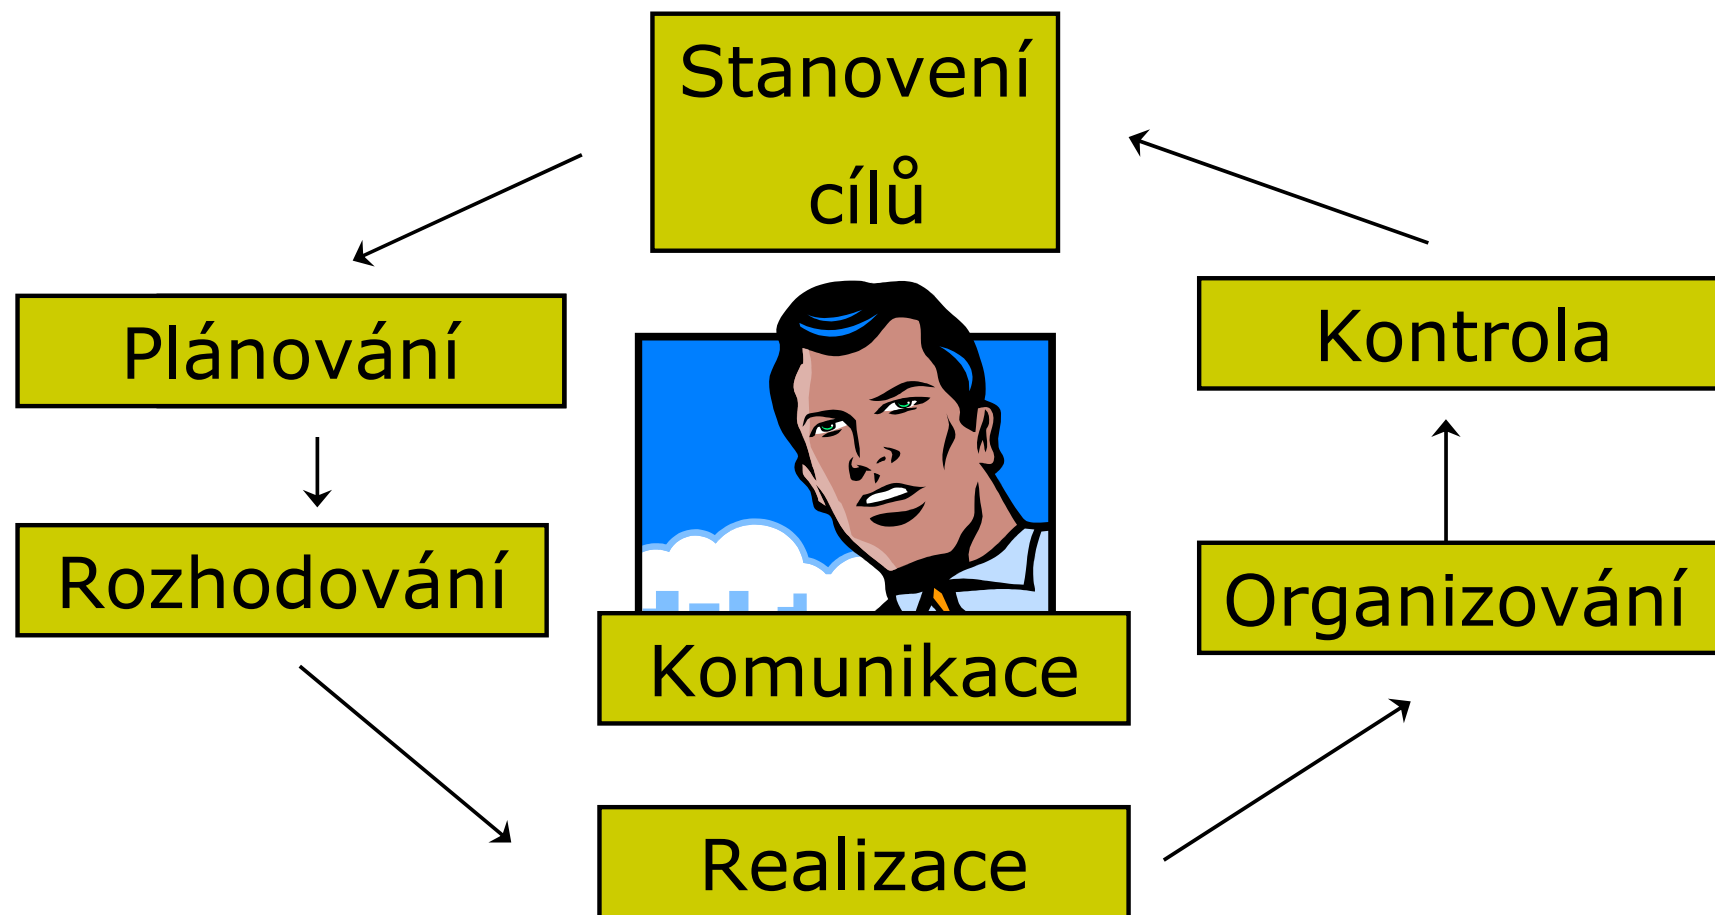 Stanovení
cílů
Plánování
Kontrola
Rozhodování
Organizování
Komunikace
Realizace